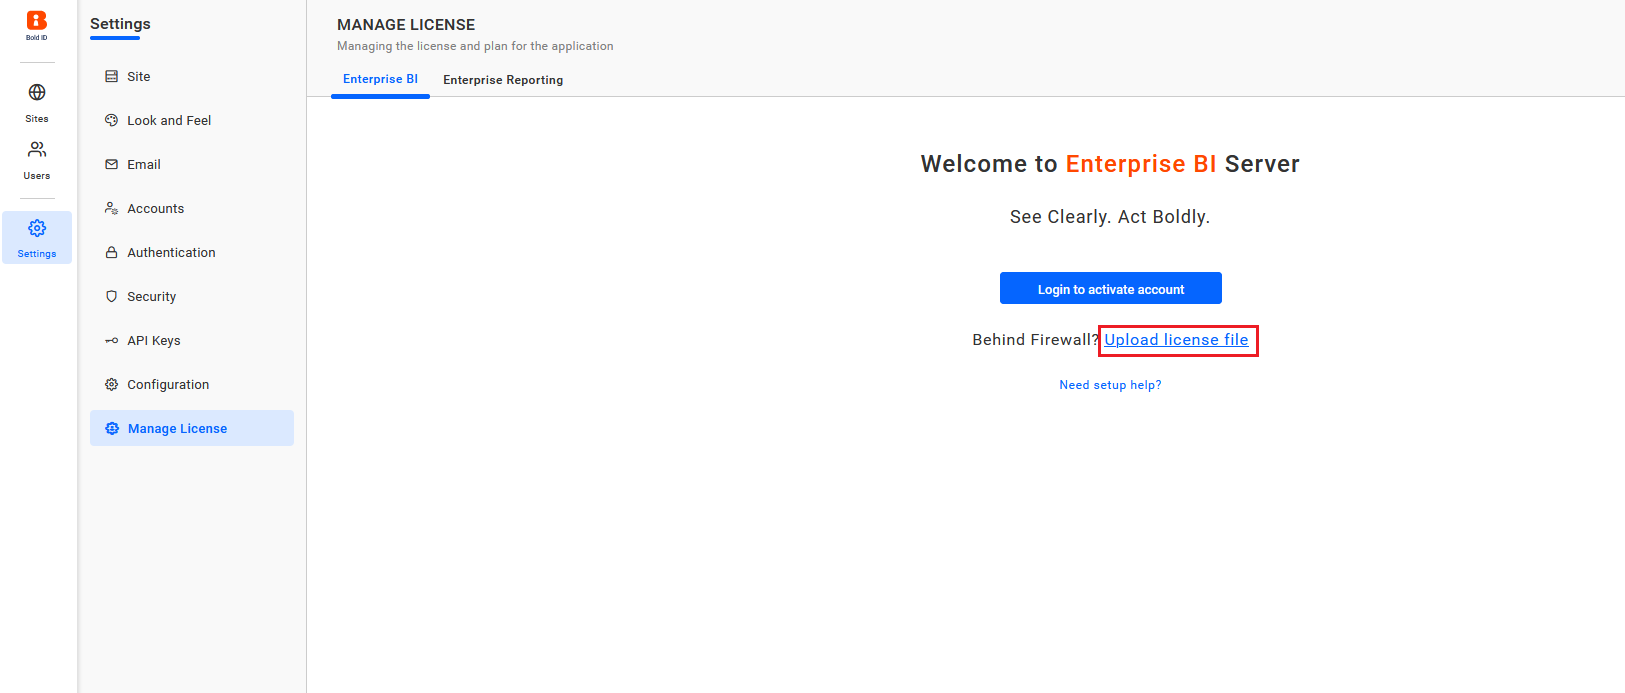 Bold ID
Sites
Users
Settings
Settings
Site
Look and Feel
Email
Accounts
Authentication
Security
API Keys
Configuration
Manage License
MANAGE LICENSE
Managing the license and plan for the application
Enterprise BI Enterprise Reporting
Welcome to Enterprise BI Server
See Clearly. Act Boldly.
Login to activate account
Behind Firewall? Upload license file
Need setup help?